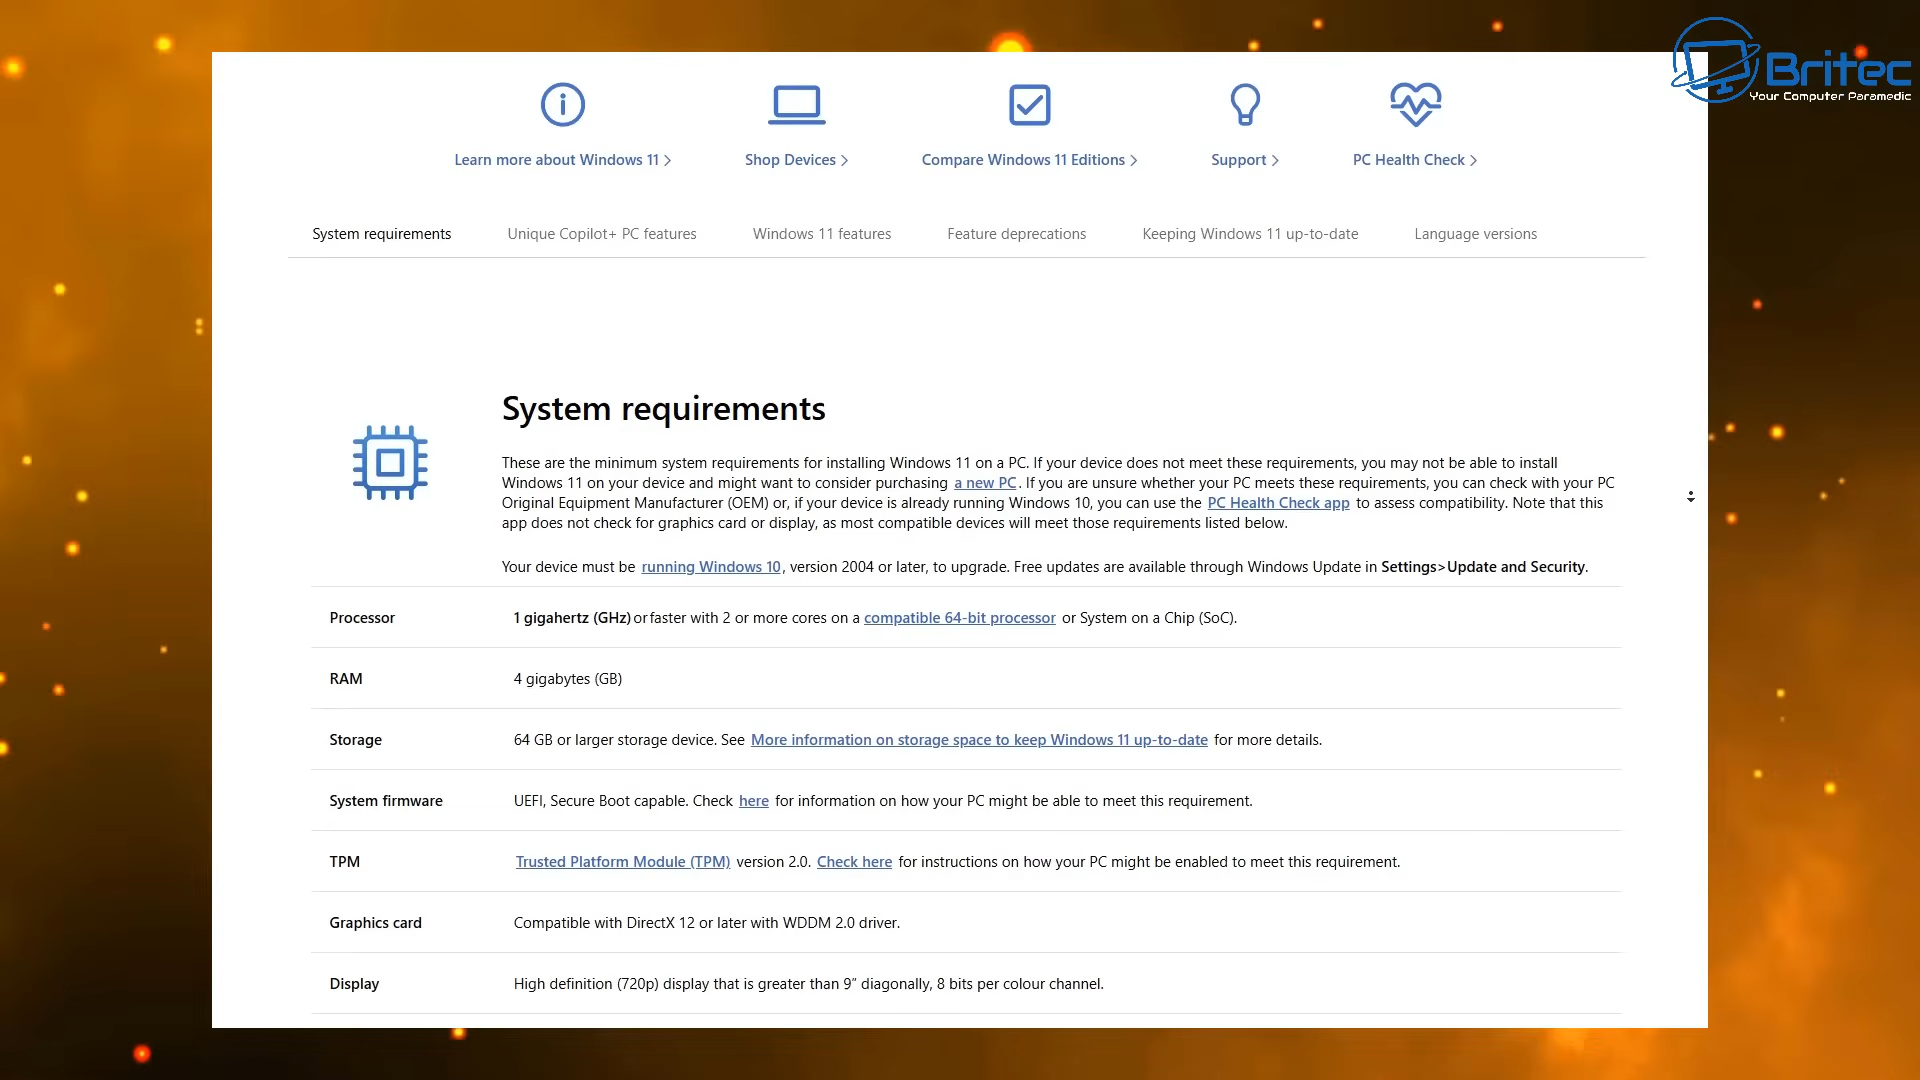 Britec
Your Computer Paramedic
Learn more about Windows 11 >
Shop Devices >
Compare Windows 11 Editions >
Support >
PC Health Check >
System requirements
Unique Copilot+ PC features
Windows 11 features
Feature deprecations
Keeping Windows 11 up-to-date
Language versions
System requirements
These are the minimum system requirements for installing Windows 11 on a PC. If your device does not meet these requirements, you may not be able to install
Windows 11 on your device and might want to consider purchasing a new PC. If you are unsure whether your PC meets these requirements, you can check with your PC
Original Equipment Manufacturer (OEM) or, if your device is already running Windows 10, you can use the PC Health Check app to assess compatibility. Note that this
app does not check for graphics card or display, as most compatible devices will meet those requirements listed below.
Your device must be running Windows 10, version 2004 or later, to upgrade. Free updates are available through Windows Update in Settings>Update and Security.
Processor 1 gigahertz (GHz) or faster with 2 or more cores on a compatible 64-bit processor or System on a Chip (SoC).
RAM 4 gigabytes (GB)
Storage 64 GB or larger storage device. See More information on storage space to keep Windows 11 up-to-date for more details.
System firmware UEFI, Secure Boot capable. Check here for information on how your PC might be able to meet this requirement.
TPM Trusted Platform Module (TPM) version 2.0. Check here for instructions on how your PC might be enabled to meet this requirement.
Graphics card Compatible with DirectX 12 or later with WDDM 2.0 driver.
Display High definition (720p) display that is greater than 9" diagonally, 8 bits per colour channel.